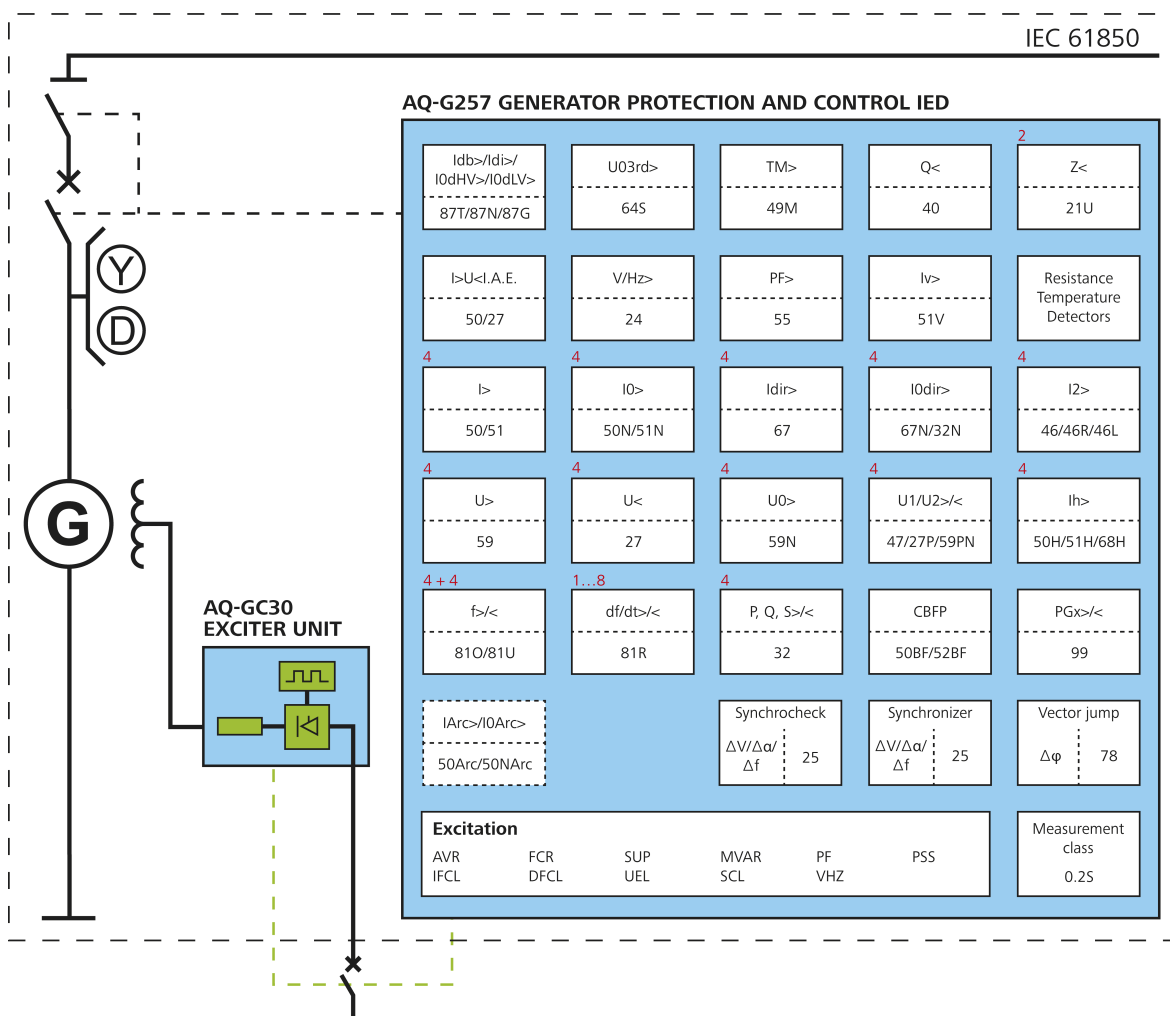 IEC 61850
AQ-G257 GENERATOR PROTECTION AND CONTROL IED
2
Idb>/Idi>/
I0dHV>/I0dLV>
87T/87N/87G
U03rd>
64S
TM>
49M
Q<
40
Z<
21U
I>U<I.A.E.
50/27
V/Hz>
24
PF>
55
Iv>
51V
Resistance
Temperature
Detectors
4
I>
50/51
4
I0>
50N/51N
4
Idir>
67
4
I0dir>
67N/32N
4
I2>
46/46R/46L
4
U>
59
4
U<
27
4
U0>
59N
4
U1/U2>/<
47/27P/59PN
4
Ih>
50H/51H/68H
4 + 4
f>/<
81O/81U
1...8
df/dt>/<
81R
4
P, Q, S>/<
32
CBFP
50BF/52BF
PGx>/<
99
IArc>/I0Arc>
50Arc/50NArc
Synchrocheck
ΔV/Δα/
Δf
25
Synchronizer
ΔV/Δα/
Δf
25
Vector jump
Δφ
78
Excitation
AVR FCR SUP MVAR PF PSS
IFCL DFCL UEL SCL VHZ
Measurement
class
0.2S
Y
D
G
AQ-GC30
EXCITER UNIT